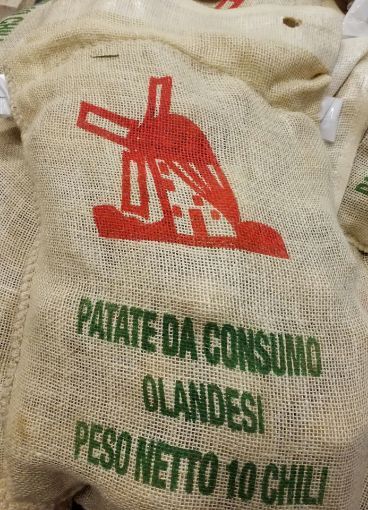 PATATE DA CONSUMO
OLANDESI
PESO NETTO 10 CHILI